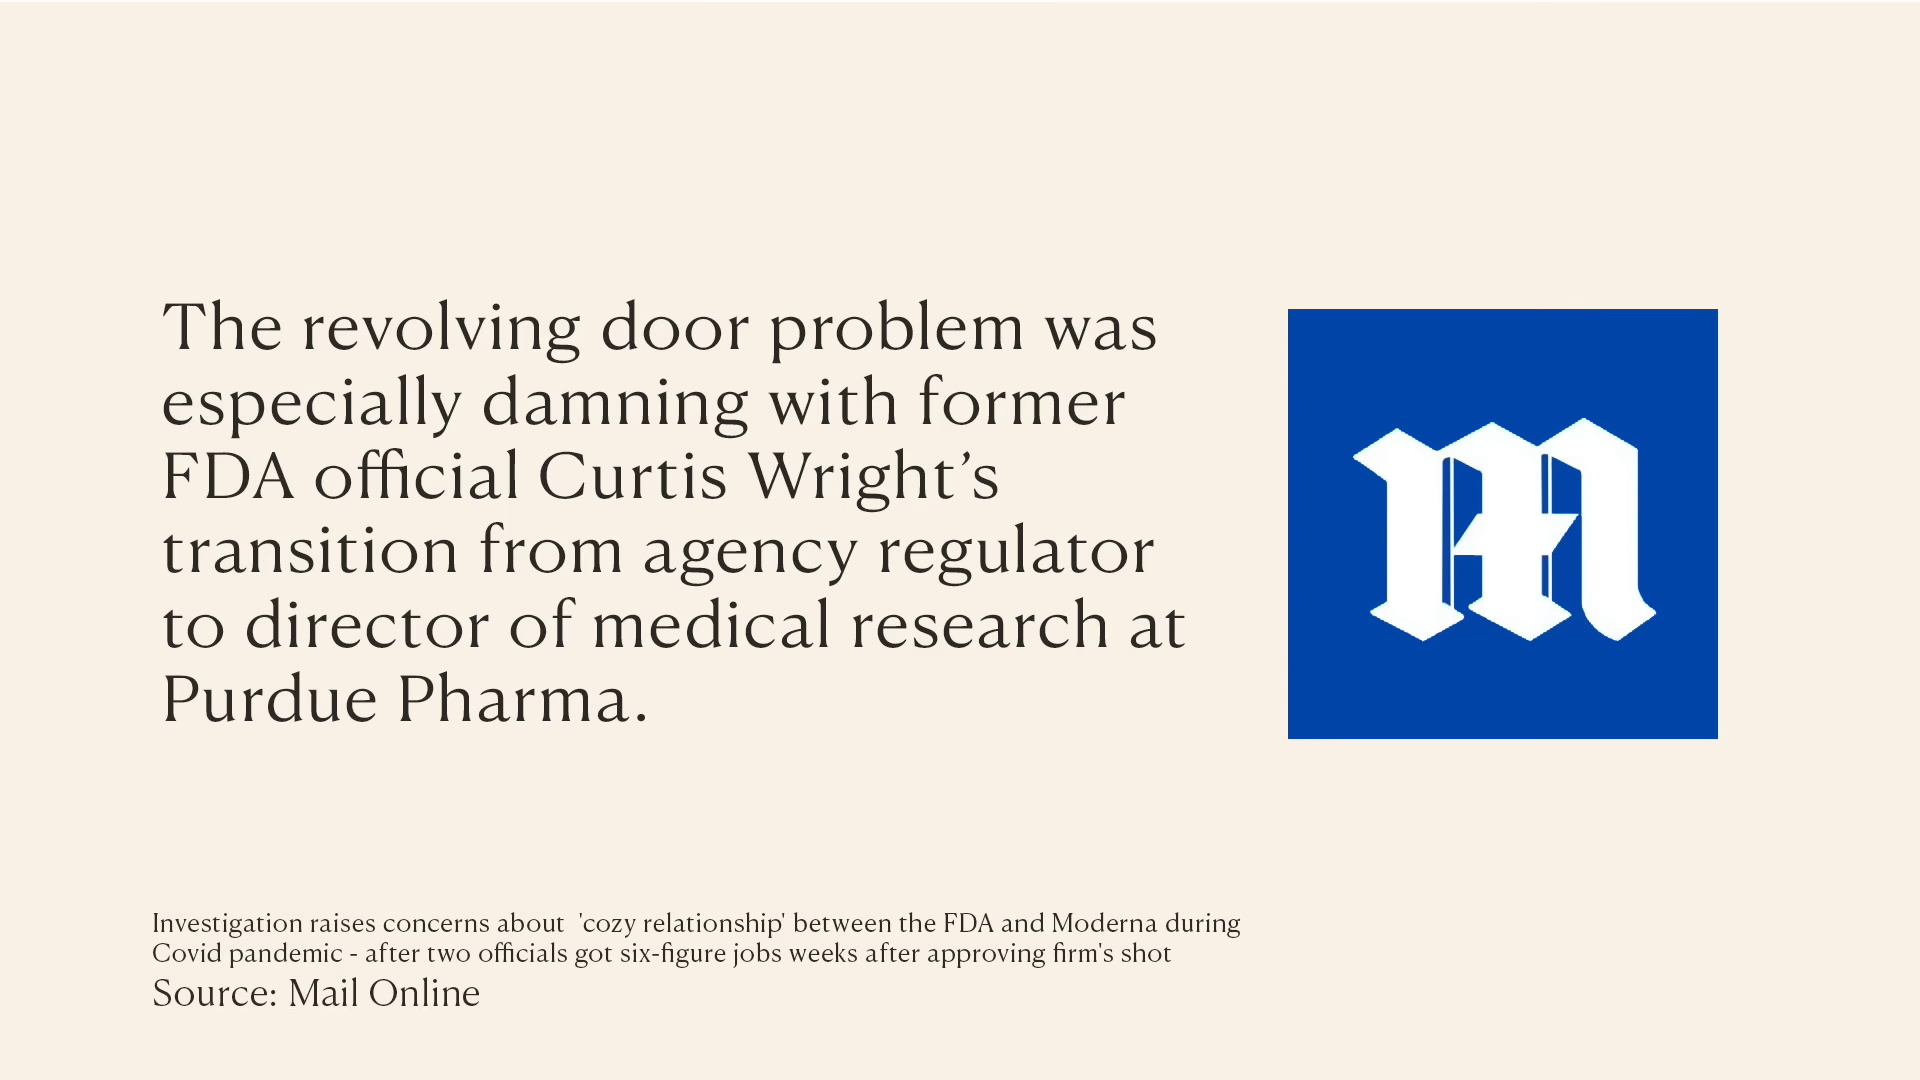 The revolving door problem was
especially damning with former
FDA official Curtis Wright’s
transition from agency regulator
to director of medical research at
Purdue Pharma.
Investigation raises concerns about  'cozy relationship' between the FDA and Moderna during
Covid pandemic - after two officials got six-figure jobs weeks after approving firm's shot
Source: Mail Online